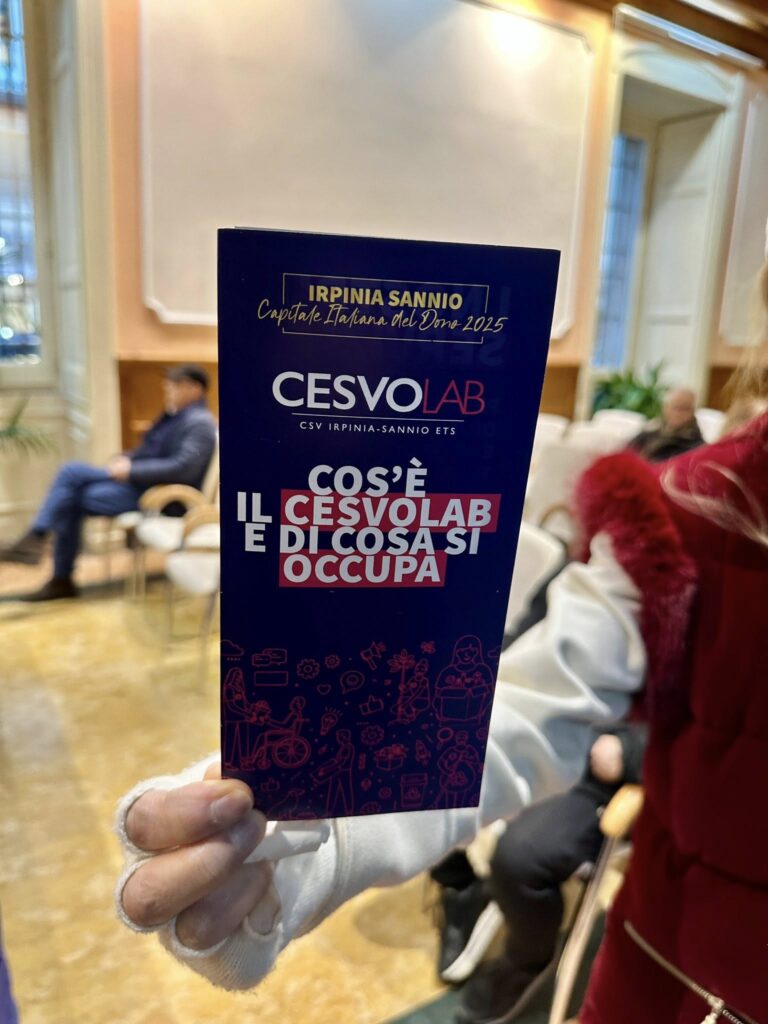 IRPINIA SANNIO
Capitale Italiana del Dono 2025
CESVOLAB
CSV IRPINIA-SANNIO ETS
COS'È
IL CESVOLAB
E DI COSA SI
OCCUPA